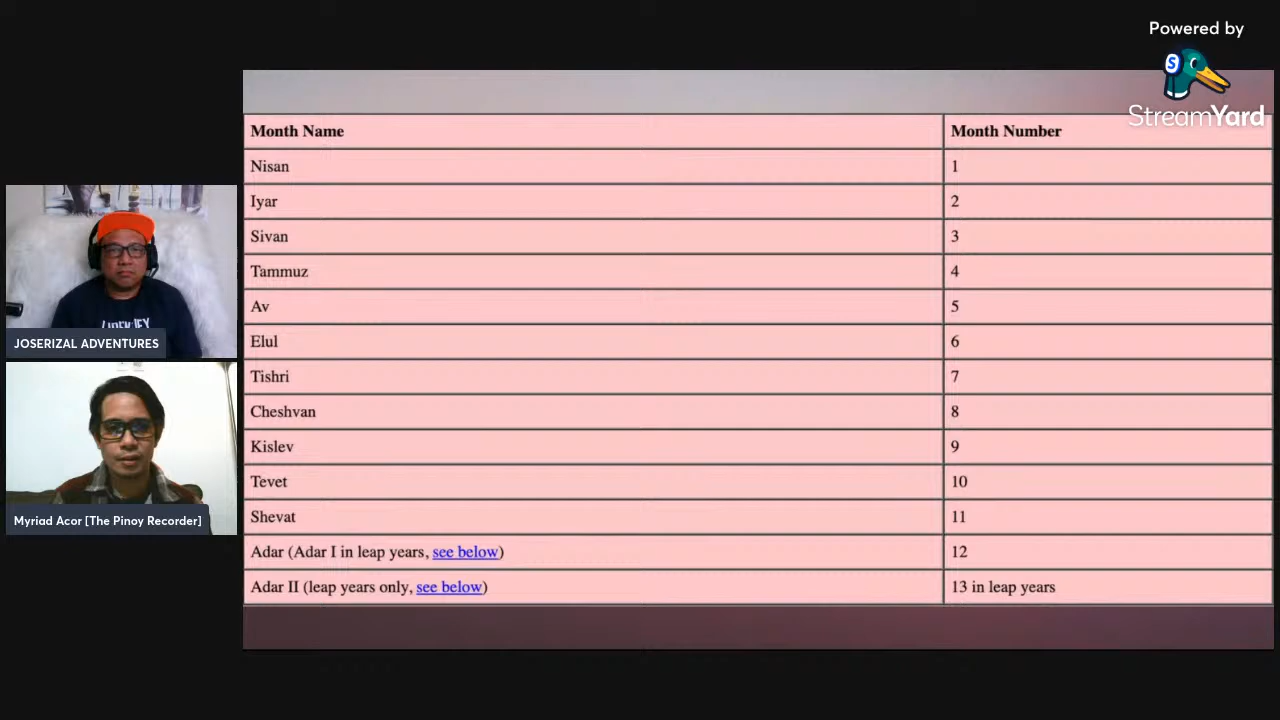 Powered by
StreamYard
Month Name Month Number
Nisan 1
Iyar 2
Sivan 3
Tammuz 4
Av 5
Elul 6
Tishri 7
Cheshvan 8
Kislev 9
Tevet 10
Shevat 11
Adar (Adar I in leap years, see below) 12
Adar II (leap years only, see below) 13 in leap years
JOSERIZAL ADVENTURES
Myriad Acor [The Pinoy Recorder]